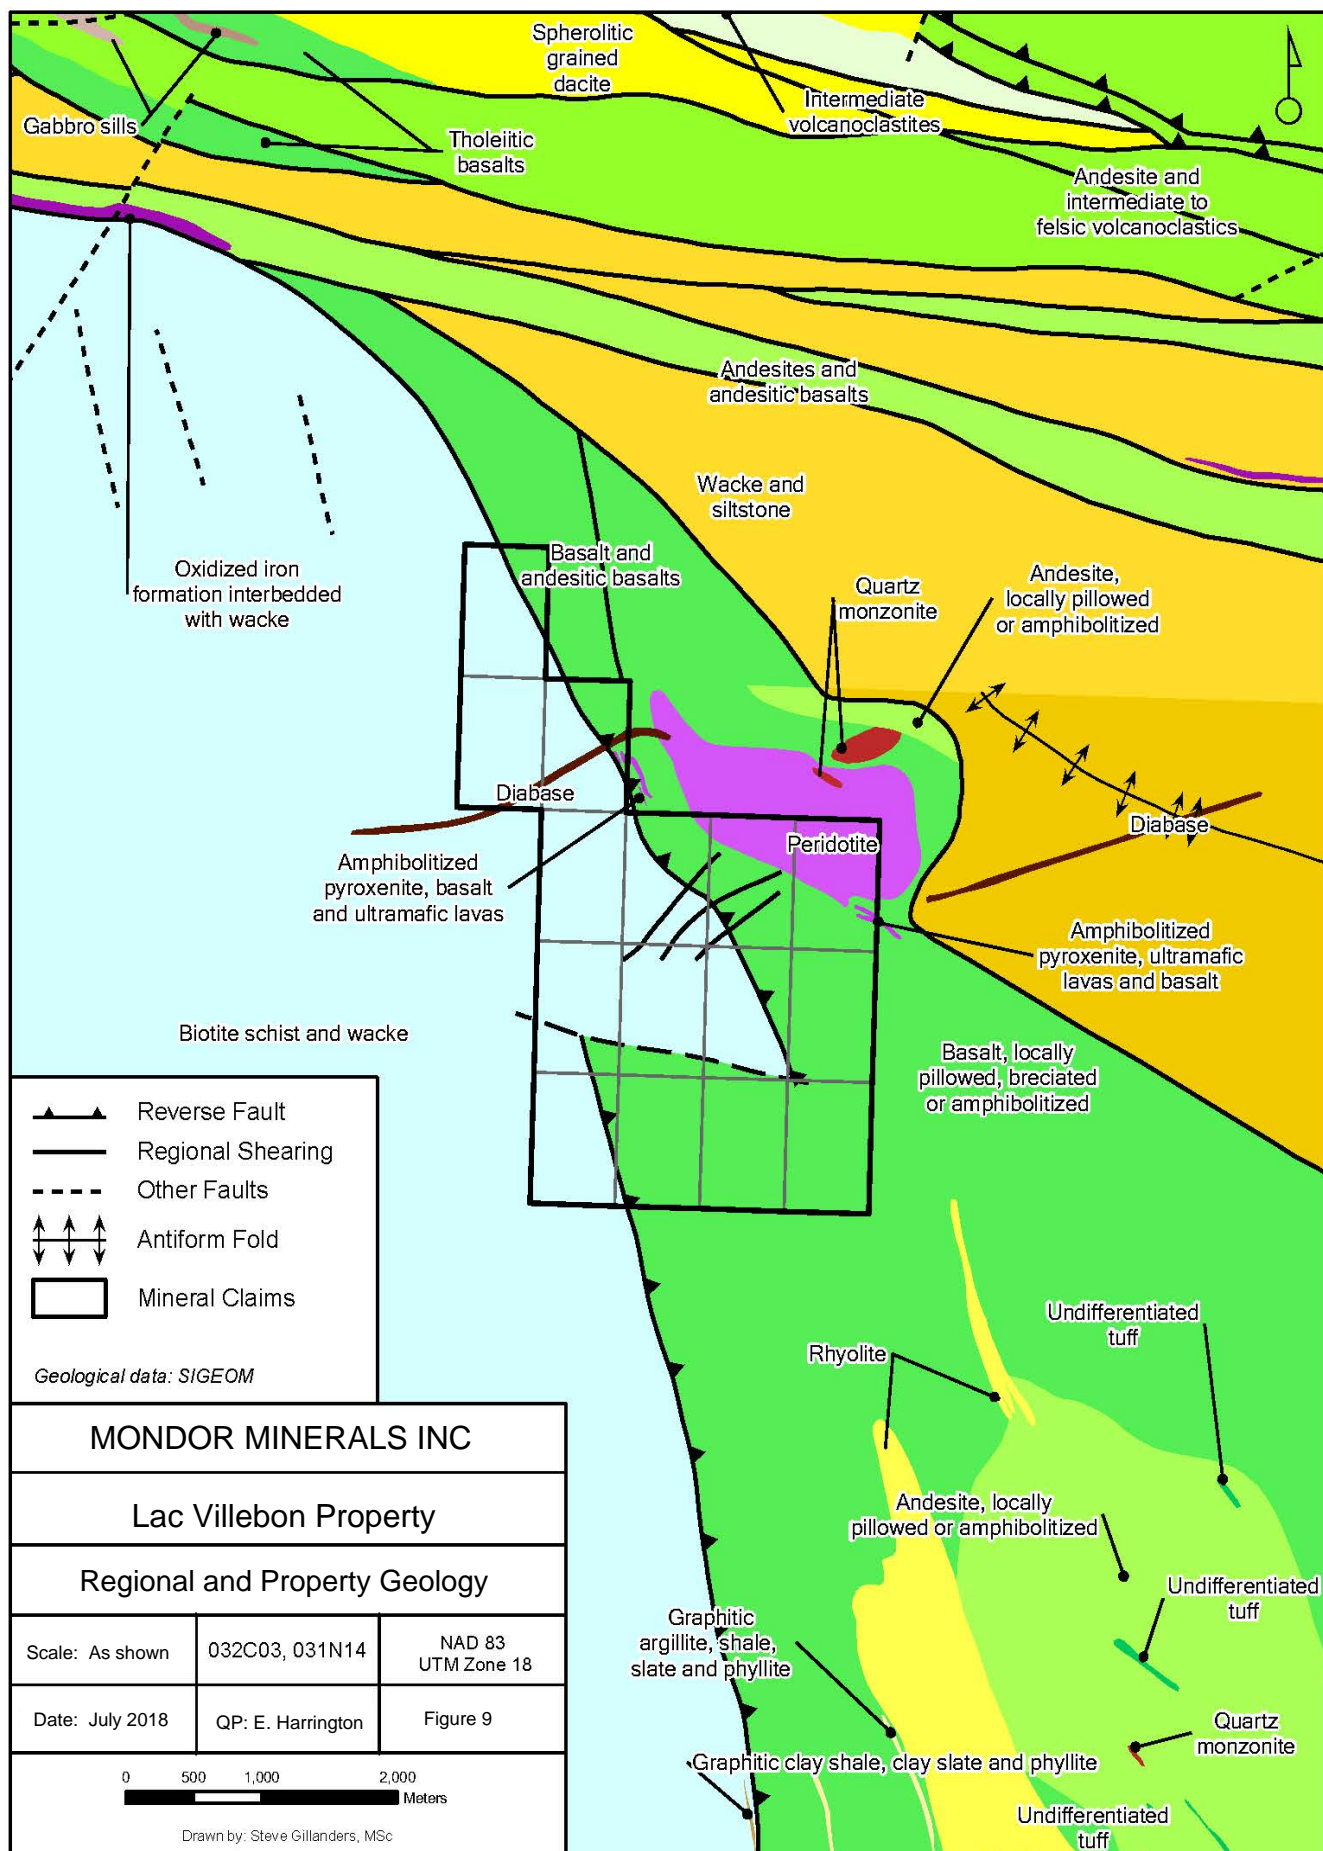 Spherolitic
grained
dacite
Gabbro sills
Tholeiitic
basalts
Intermediate
volcanoclastites
Andesite and
intermediate to
felsic volcanoclastics
Andesites and
andesitic basalts
Wacke and
siltstone
Oxidized iron
formation interbedded
with wacke
Basalt and
andesitic basalts
Quartz
monzonite
Andesite,
locally pillowed
or amphibolitized
Diabase
Diabase
Peridotite
Amphibolitized
pyroxenite, basalt
and ultramafic lavas
Amphibolitized
pyroxenite, ultramafic
lavas and basalt
Biotite schist and wacke
Basalt, locally
pillowed, breciated
or amphibolitized
Reverse Fault
Regional Shearing
Other Faults
Antiform Fold
Mineral Claims
Geological data: SIGEOM
Undifferentiated
tuff
Rhyolite
Andesite, locally
pillowed or amphibolitized
Undifferentiated
tuff
Graphitic
argillite, shale,
slate and phyllite
Quartz
monzonite
Graphitic clay shale, clay slate and phyllite
Undifferentiated
tuff
MONDOR MINERALS INC
Lac Villebon Property
Regional and Property Geology
Scale: As shown
032C03, 031N14
NAD 83
UTM Zone 18
Date: July 2018
QP: E. Harrington
Figure 9
0 500 1,000 2,000
Meters
Drawn by: Steve Gillanders, MSc